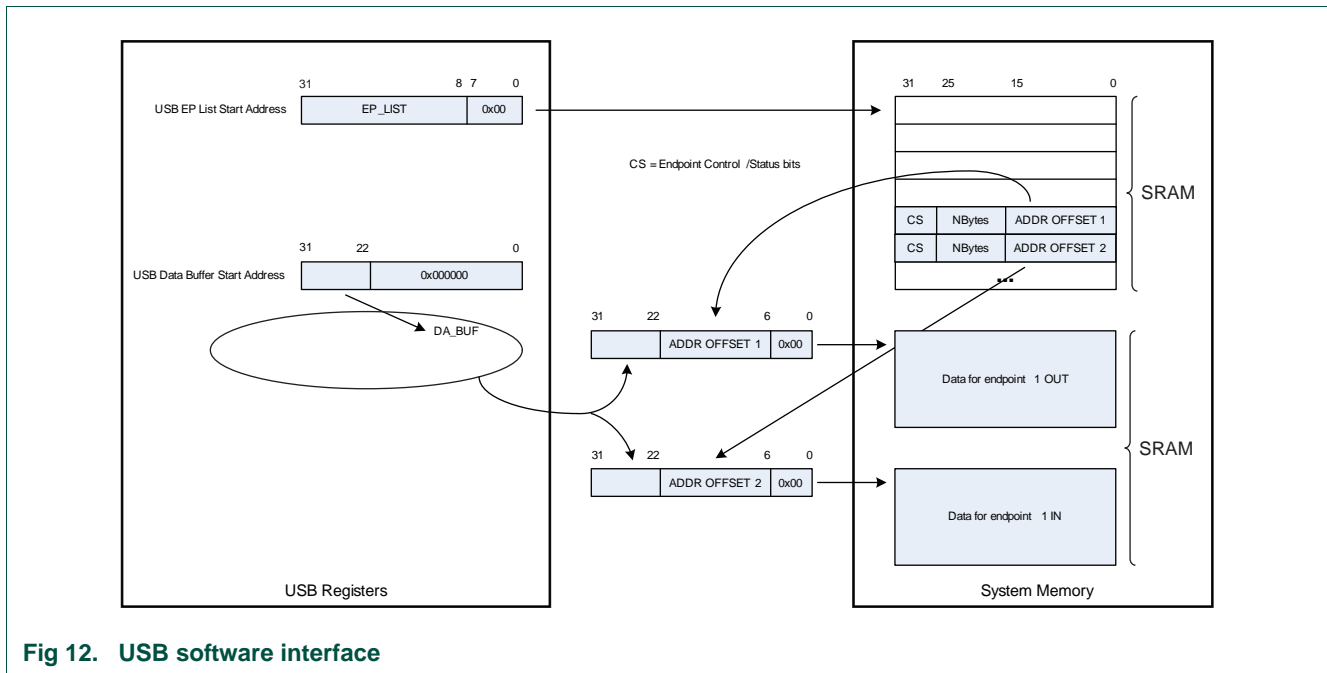 31 8 7 0
USB EP List Start Address EP_LIST 0x00
31 25 15 0
CS = Endpoint Control /Status bits
SRAM
CS NBytes ADDR OFFSET 1
CS NBytes ADDR OFFSET 2
...
31 22 0
USB Data Buffer Start Address 0x000000
DA_BUF
31 22 6 0
ADDR OFFSET 1 0x00
Data for endpoint 1 OUT
SRAM
31 22 6 0
ADDR OFFSET 2 0x00
Data for endpoint 1 IN
USB Registers
System Memory
Fig 12. USB software interface